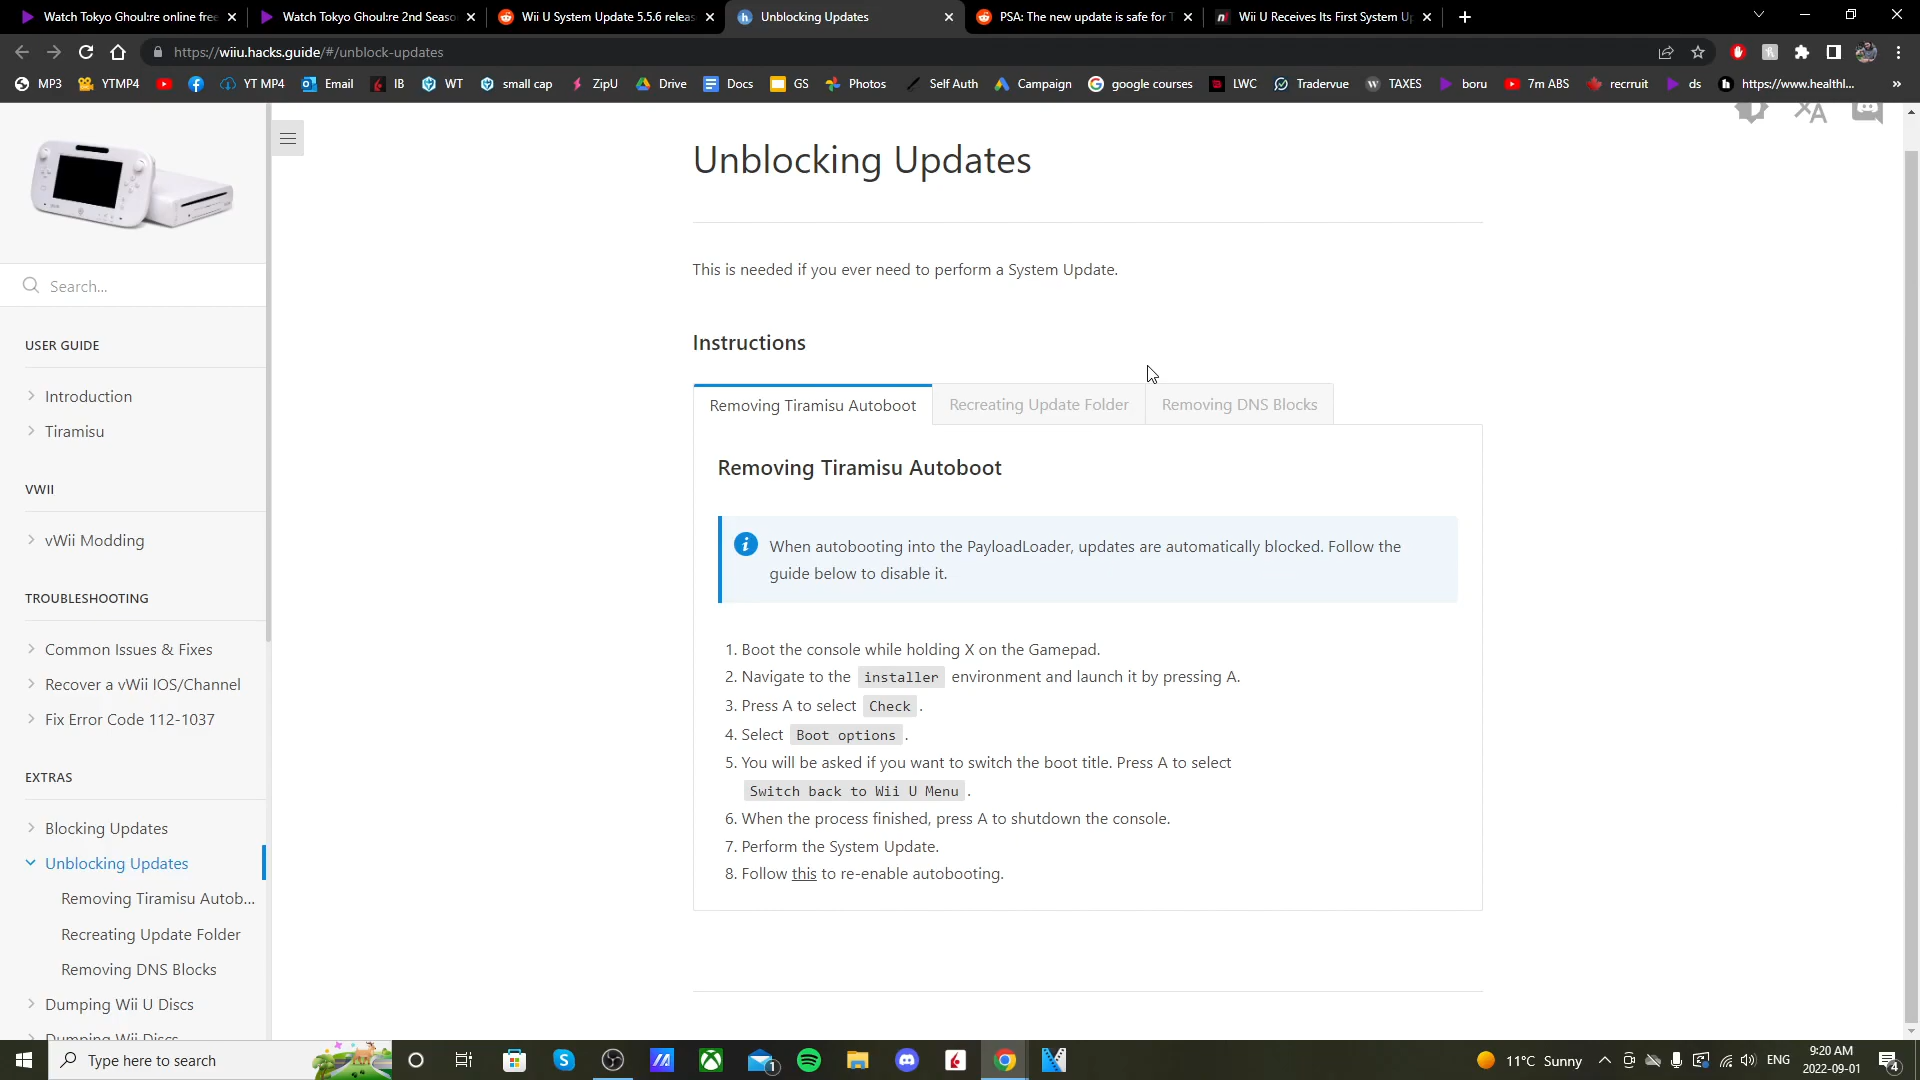 Watch Tokyo Ghoul:re online free
Watch Tokyo Ghoul:re 2nd Seaso
Wii U System Update 5.5.6 releas
Unblocking Updates
PSA: The new update is safe for T
Wii U Receives Its First System Up
https://wiiu.hacks.guide/#/unblock-updates
MP3
YTMP4
YT MP4
Email
IB
WT
small cap
ZipU
Drive
Docs
GS
Photos
Self Auth
Campaign
google courses
LWC
Tradervue
TAXES
boru
7m ABS
recrruit
ds
https://www.healthl...
»
Search...
USER GUIDE
Introduction
Tiramisu
VWII
vWii Modding
TROUBLESHOOTING
Common Issues & Fixes
Recover a vWii IOS/Channel
Fix Error Code 112-1037
EXTRAS
Blocking Updates
Unblocking Updates
Removing Tiramisu Autob...
Recreating Update Folder
Removing DNS Blocks
Dumping Wii U Discs
Dumping Wii Discs
Unblocking Updates
This is needed if you ever need to perform a System Update.
Instructions
Removing Tiramisu Autoboot
Recreating Update Folder
Removing DNS Blocks
Removing Tiramisu Autoboot
When autobooting into the PayloadLoader, updates are automatically blocked. Follow the
guide below to disable it.
1. Boot the console while holding X on the Gamepad.
2. Navigate to the installer environment and launch it by pressing A.
3. Press A to select Check .
4. Select Boot options .
5. You will be asked if you want to switch the boot title. Press A to select
Switch back to Wii U Menu .
6. When the process finished, press A to shutdown the console.
7. Perform the System Update.
8. Follow this to re-enable autobooting.
Type here to search
1
11°C Sunny
ENG
9:20 AM
2022-09-01
4